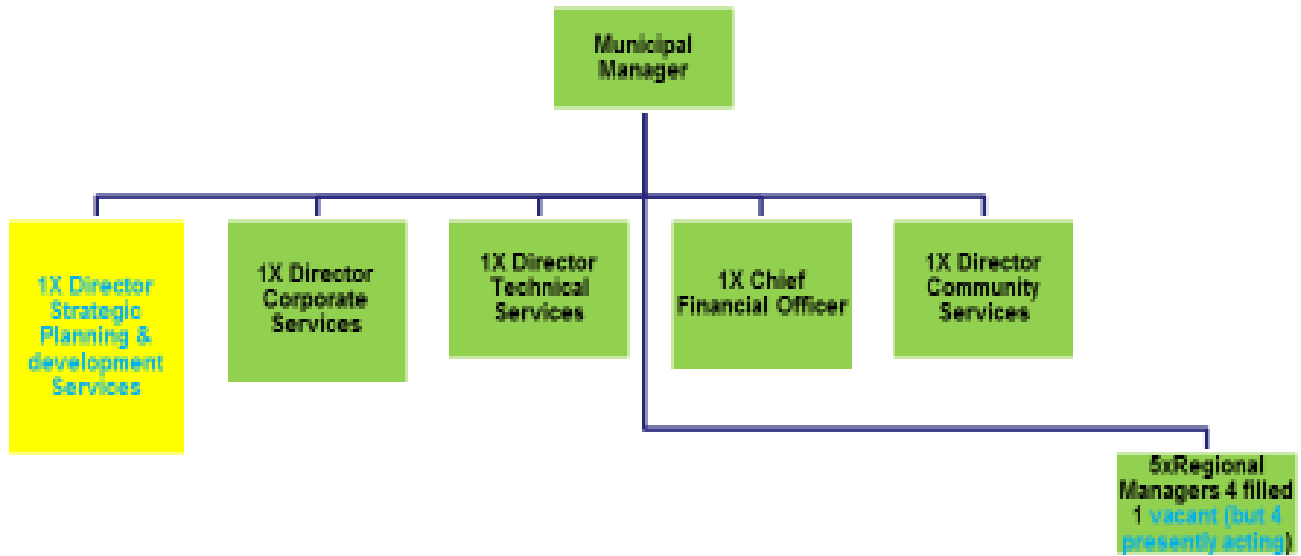 Municipal
Manager
1X Director
Strategic
Planning &
development
Services
1X Director
Corporate
Services
1X Director
Technical
Services
1X Chief
Financial Officer
1X Director
Community
Services
5xRegional
Managers 4 filled
1 vacant (but 4
presently acting)